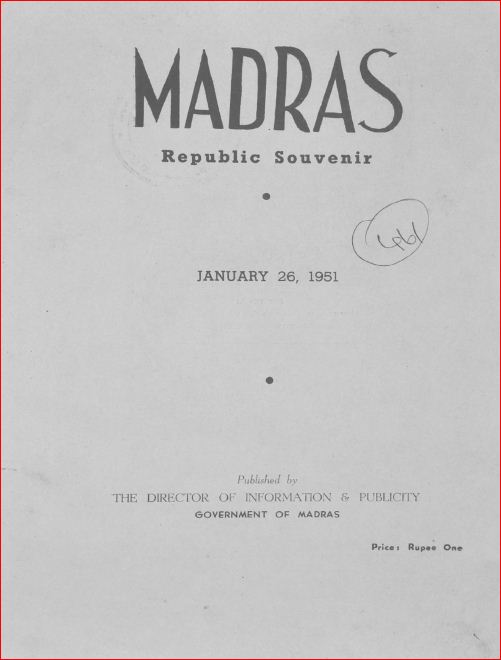 MADRAS
Republic Souvenir
461
JANUARY 26, 1951
Published by
THE DIRECTOR OF INFORMATION & PUBLICITY
GOVERNMENT OF MADRAS
Price: Rupee One